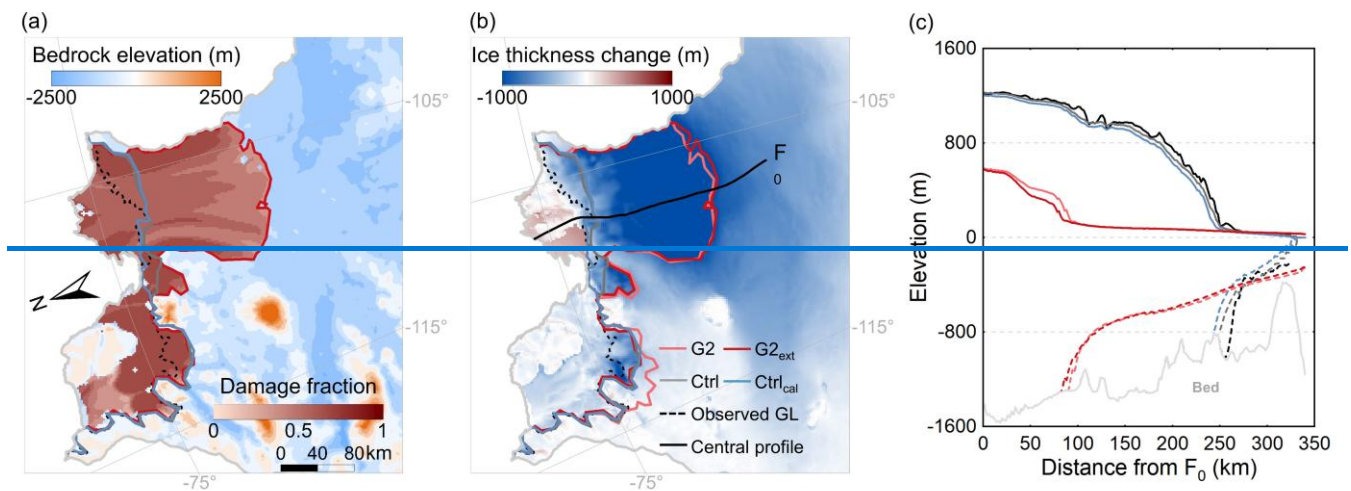 (a)
Bedrock elevation (m)
-2500 2500
-105°
-115°
N
Damage fraction
0 0.5 1
0 40 80km
-75°
(b)
Ice thickness change (m)
-1000 1000
-105°
F
0
-115°
G2 G2ext
Ctrl Ctrlcal
Observed GL
Central profile
-75°
(c)
1600
800
0
-800
-1600
Elevation (m)
Bed
0 50 100 150 200 250 300 350
Distance from F0 (km)